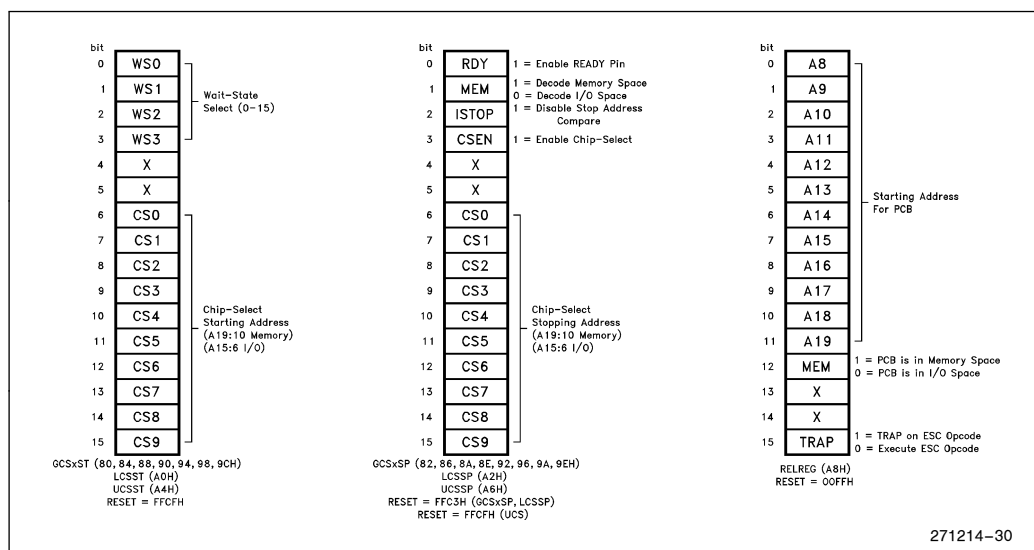 bit
0 WS0
1 WS1
2 WS2
3 WS3
4 X
5 X
6 CS0
7 CS1
8 CS2
9 CS3
10 CS4
11 CS5
12 CS6
13 CS7
14 CS8
15 CS9
Wait-State
Select (0-15)
Chip-Select
Starting Address
(A19:10 Memory)
(A15:6 I/O)
GCSxST (80, 84, 88, 90, 94, 98, 9CH)
LCSST (A0H)
UCSST (A4H)
RESET = FFCFH
bit
0 RDY 1 = Enable READY Pin
1 MEM 1 = Decode Memory Space
0 = Decode I/O Space
2 ISTOP 1 = Disable Stop Address
Compare
3 CSEN 1 = Enable Chip-Select
4 X
5 X
6 CS0
7 CS1
8 CS2
9 CS3
10 CS4
11 CS5
12 CS6
13 CS7
14 CS8
15 CS9
Chip-Select
Stopping Address
(A19:10 Memory)
(A15:6 I/O)
GCSxSP (82, 86, 8A, 8E, 92, 96, 9A, 9EH)
LCSSP (A2H)
UCSSP (A6H)
RESET = FFC3H (GCSxSP, LCSSP)
RESET = FFCFH (UCS)
bit
0 A8
1 A9
2 A10
3 A11
4 A12
5 A13
6 A14
7 A15
8 A16
9 A17
10 A18
11 A19
12 MEM 1 = PCB is in Memory Space
0 = PCB is in I/O Space
13 X
14 X
15 TRAP 1 = TRAP on ESC Opcode
0 = Execute ESC Opcode
Starting Address
For PCB
RELREG (A8H)
RESET = 00FFH
271214-30